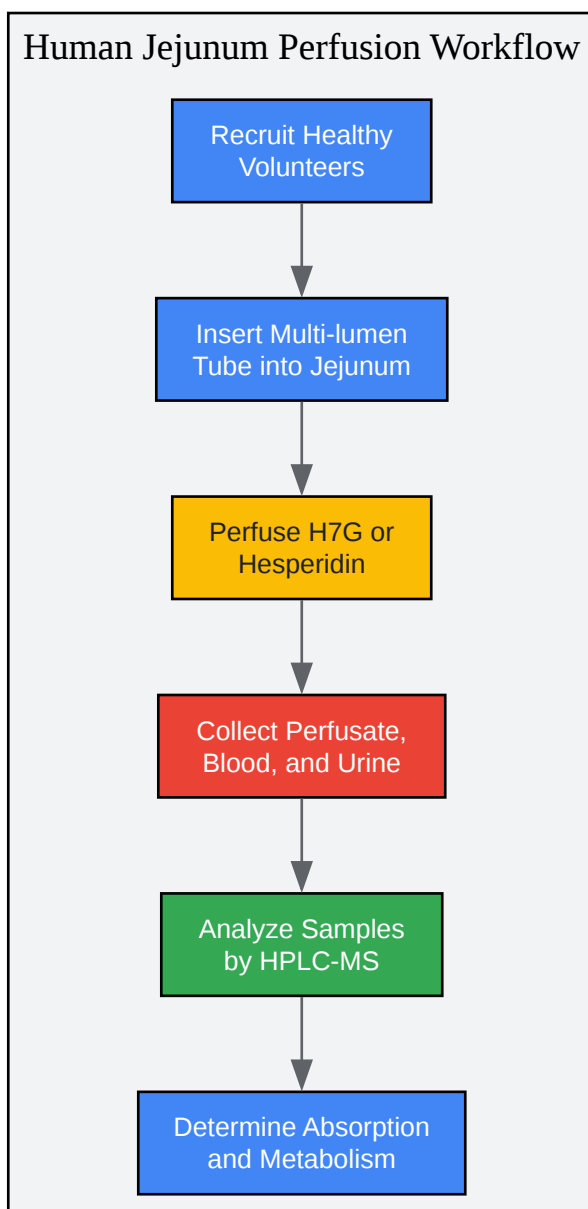 Human Jejunum Perfusion Workflow
Recruit Healthy
Volunteers
Insert Multi-lumen
Tube into Jejunum
Perfuse H7G or
Hesperidin
Collect Perfusate,
Blood, and Urine
Analyze Samples
by HPLC-MS
Determine Absorption
and Metabolism